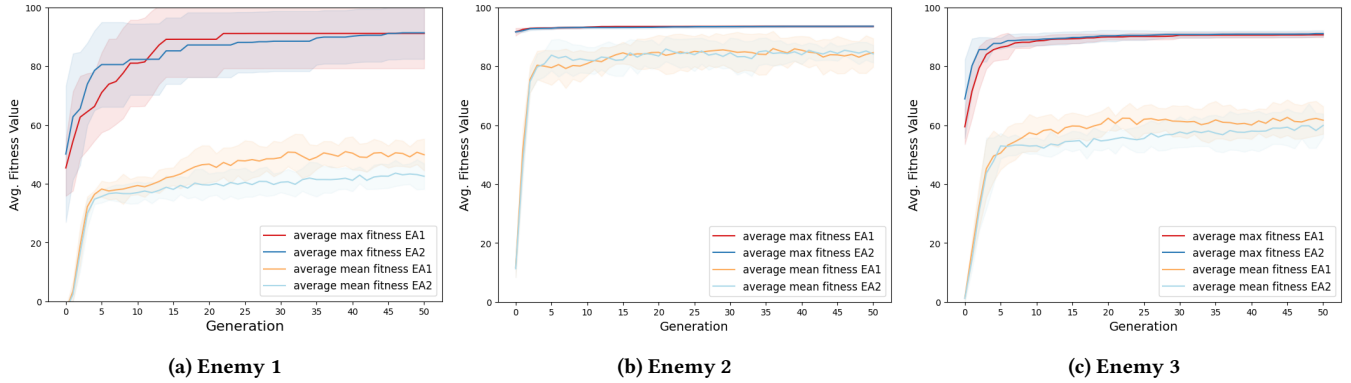 100
80
60
40
20
0
Avg. Fitness Value
average max fitness EA1
average max fitness EA2
average mean fitness EA1
average mean fitness EA2
0 5 10 15 20 25 30 35 40 45 50
Generation
(a) Enemy 1
100
80
60
40
20
0
Avg. Fitness Value
average max fitness EA1
average max fitness EA2
average mean fitness EA1
average mean fitness EA2
0 5 10 15 20 25 30 35 40 45 50
Generation
(b) Enemy 2
100
80
60
40
20
0
Avg. Fitness Value
average max fitness EA1
average max fitness EA2
average mean fitness EA1
average mean fitness EA2
0 5 10 15 20 25 30 35 40 45 50
Generation
(c) Enemy 3